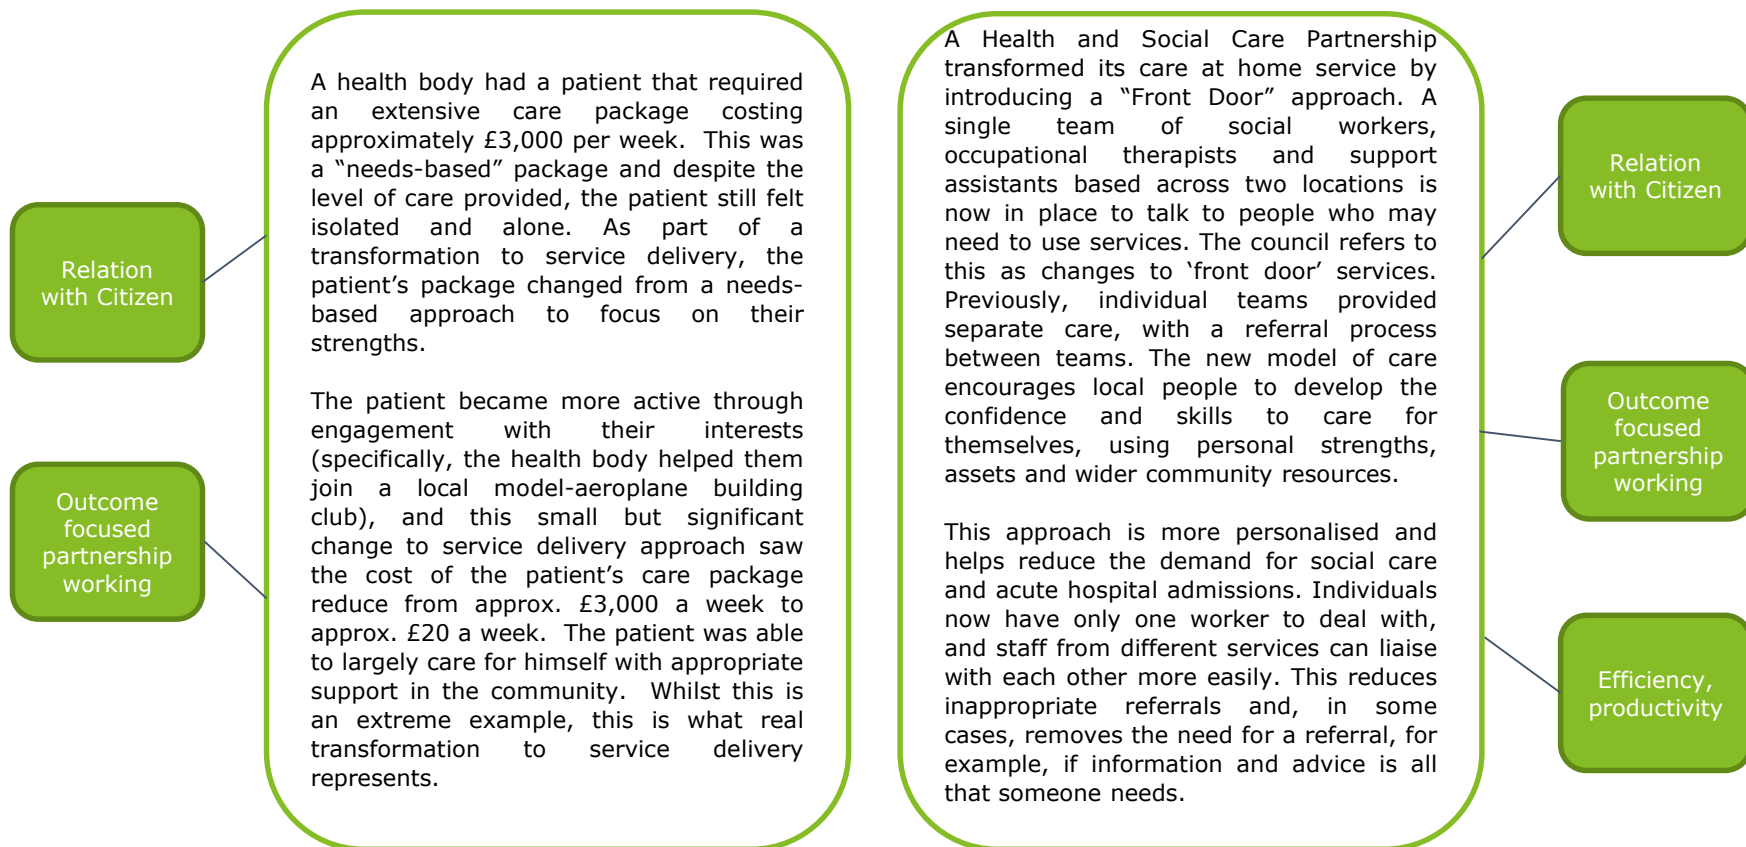 Relation
with Citizen
Outcome
focused
partnership
working
A health body had a patient that required
an extensive care package costing
approximately £3,000 per week. This was
a “needs-based” package and despite the
level of care provided, the patient still felt
isolated and alone. As part of a
transformation to service delivery, the
patient’s package changed from a needs-
based approach to focus on their
strengths.
The patient became more active through
engagement with their interests
(specifically, the health body helped them
join a local model-aeroplane building
club), and this small but significant
change to service delivery approach saw
the cost of the patient’s care package
reduce from approx. £3,000 a week to
approx. £20 a week. The patient was able
to largely care for himself with appropriate
support in the community. Whilst this is
an extreme example, this is what real
transformation to service delivery
represents.
A Health and Social Care Partnership
transformed its care at home service by
introducing a “Front Door” approach. A
single team of social workers,
occupational therapists and support
assistants based across two locations is
now in place to talk to people who may
need to use services. The council refers to
this as changes to ‘front door’ services.
Previously, individual teams provided
separate care, with a referral process
between teams. The new model of care
encourages local people to develop the
confidence and skills to care for
themselves, using personal strengths,
assets and wider community resources.
This approach is more personalised and
helps reduce the demand for social care
and acute hospital admissions. Individuals
now have only one worker to deal with,
and staff from different services can liaise
with each other more easily. This reduces
inappropriate referrals and, in some
cases, removes the need for a referral, for
example, if information and advice is all
that someone needs.
Relation
with Citizen
Outcome
focused
partnership
working
Efficiency,
productivity